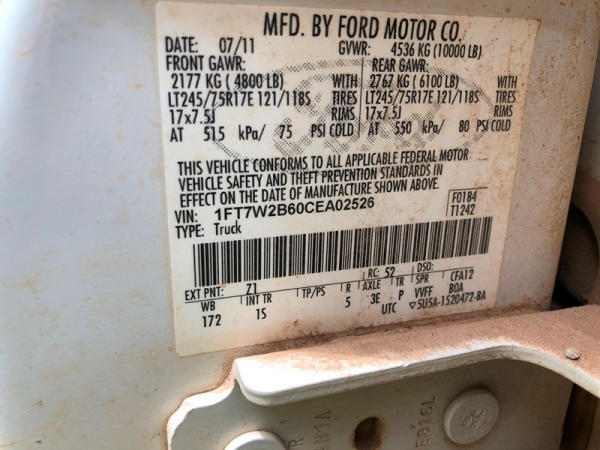 MFD. BY FORD MOTOR CO.
DATE: 07/11 GVWR: 4536 KG (10000 LB)
FRONT GAWR: REAR GAWR:
2177 KG ( 4800 LB) WITH 2767 KG ( 6100 LB) WITH
LT245/75R17E 121/118S TIRES LT245/75R17E 121/118S TIRES
17x7.5J RIMS 17x7.5J RIMS
AT 515 kPa/ 75 PSI COLD AT 550 kPa/ 80 PSI COLD
THIS VEHICLE CONFORMS TO ALL APPLICABLE FEDERAL MOTOR
VEHICLE SAFETY AND THEFT PREVENTION STANDARDS IN
EFFECT ON THE DATE OF MANUFACTURE SHOWN ABOVE.
VIN: 1FT7W2B60CEA02526 F0184
TYPE: Truck T1242
EXT PNT: Z1 RC: 52 DSO:
WB INT TR TP/PS R AXLE TR SPR CFA12
172 1S 5 3E P VVFF BOA
UTC ▽5U5A-1520472-BA